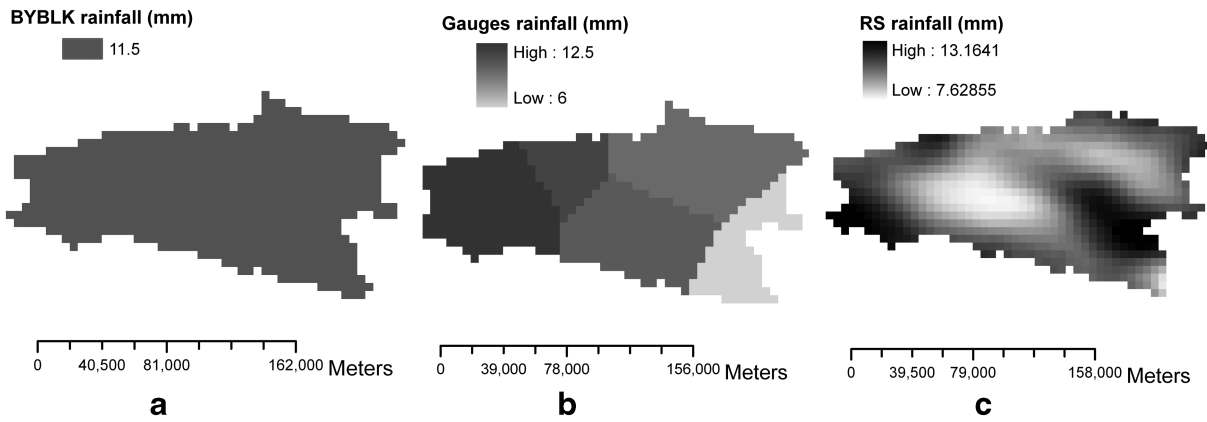 BYBLK rainfall (mm)
11.5
Gauges rainfall (mm)
High : 12.5
Low : 6
RS rainfall (mm)
High : 13.1641
Low : 7.62855
0 40,500 81,000 162,000 Meters
0 39,000 78,000 156,000 Meters
0 39,500 79,000 158,000 Meters
a
b
c